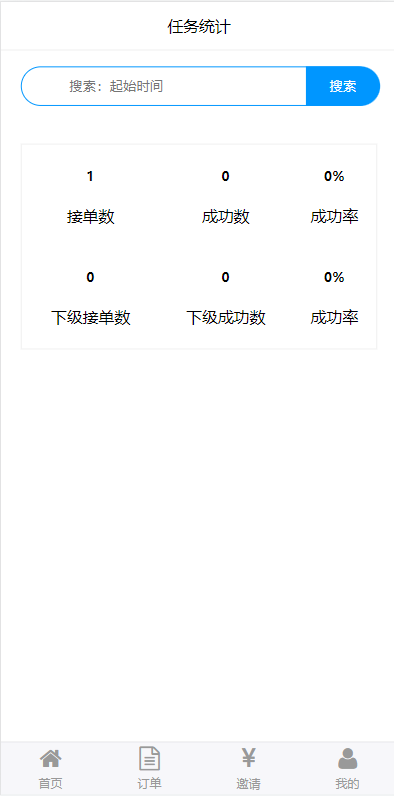 任务统计
搜索：起始时间 搜索
1 0 0%
接单数 成功数 成功率
0 0 0%
下级接单数 下级成功数 成功率
首页 订单 邀请 我的